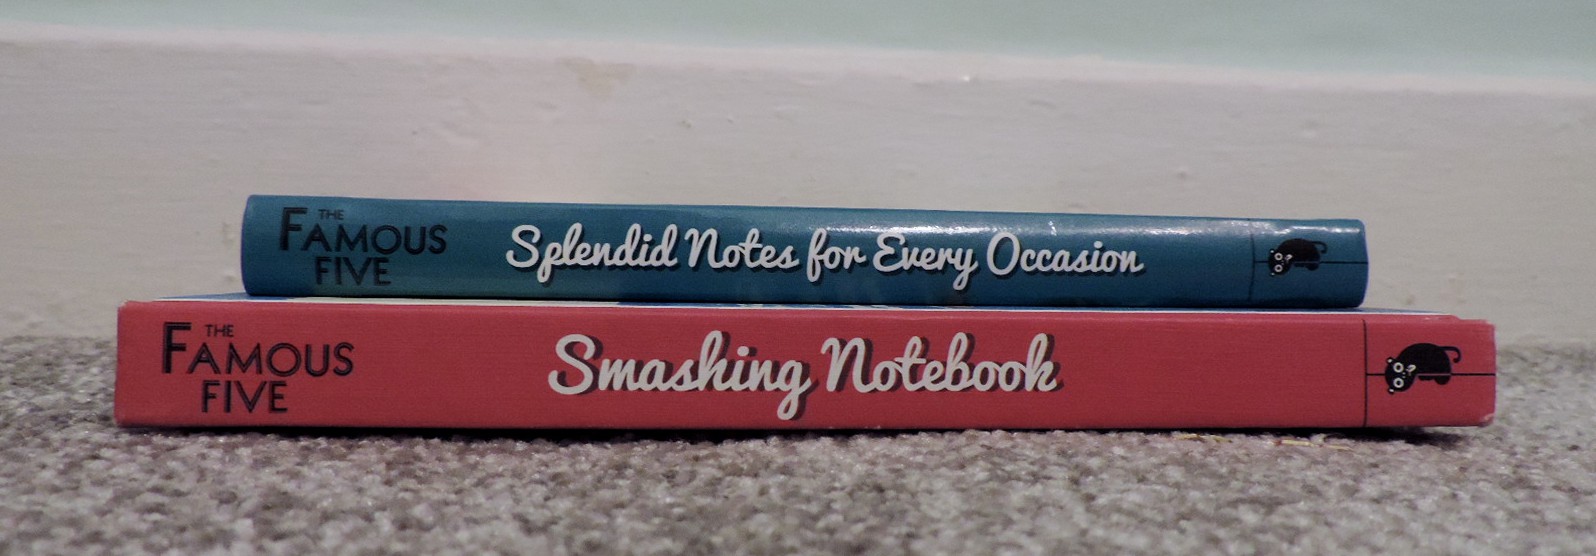 THE
FAMOUS
FIVE
Splendid Notes for Every Occasion
THE
FAMOUS
FIVE
Smashing Notebook